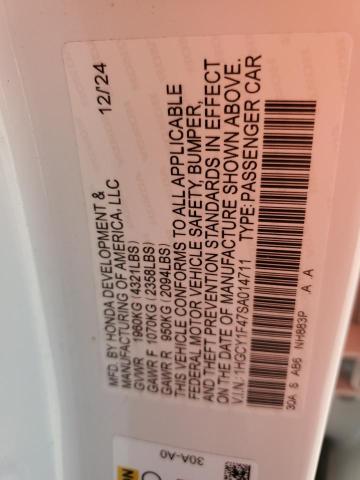 12/'24
MFD. BY HONDA DEVELOPMENT &
MANUFACTURING OF AMERICA, LLC
GVWR 1960KG (4321LBS)
GAWR F 1070KG (2358LBS)
GAWR R 950KG (2094LBS)
THIS VEHICLE CONFORMS TO ALL APPLICABLE
FEDERAL MOTOR VEHICLE SAFETY, BUMPER,
AND THEFT PREVENTION STANDARDS IN EFFECT
ON THE DATE OF MANUFACTURE SHOWN ABOVE.
V.I.N.: 1HGCY1F47SA014711 TYPE: PASSENGER CAR
30A S AB6 NH883P A A
30A-A0